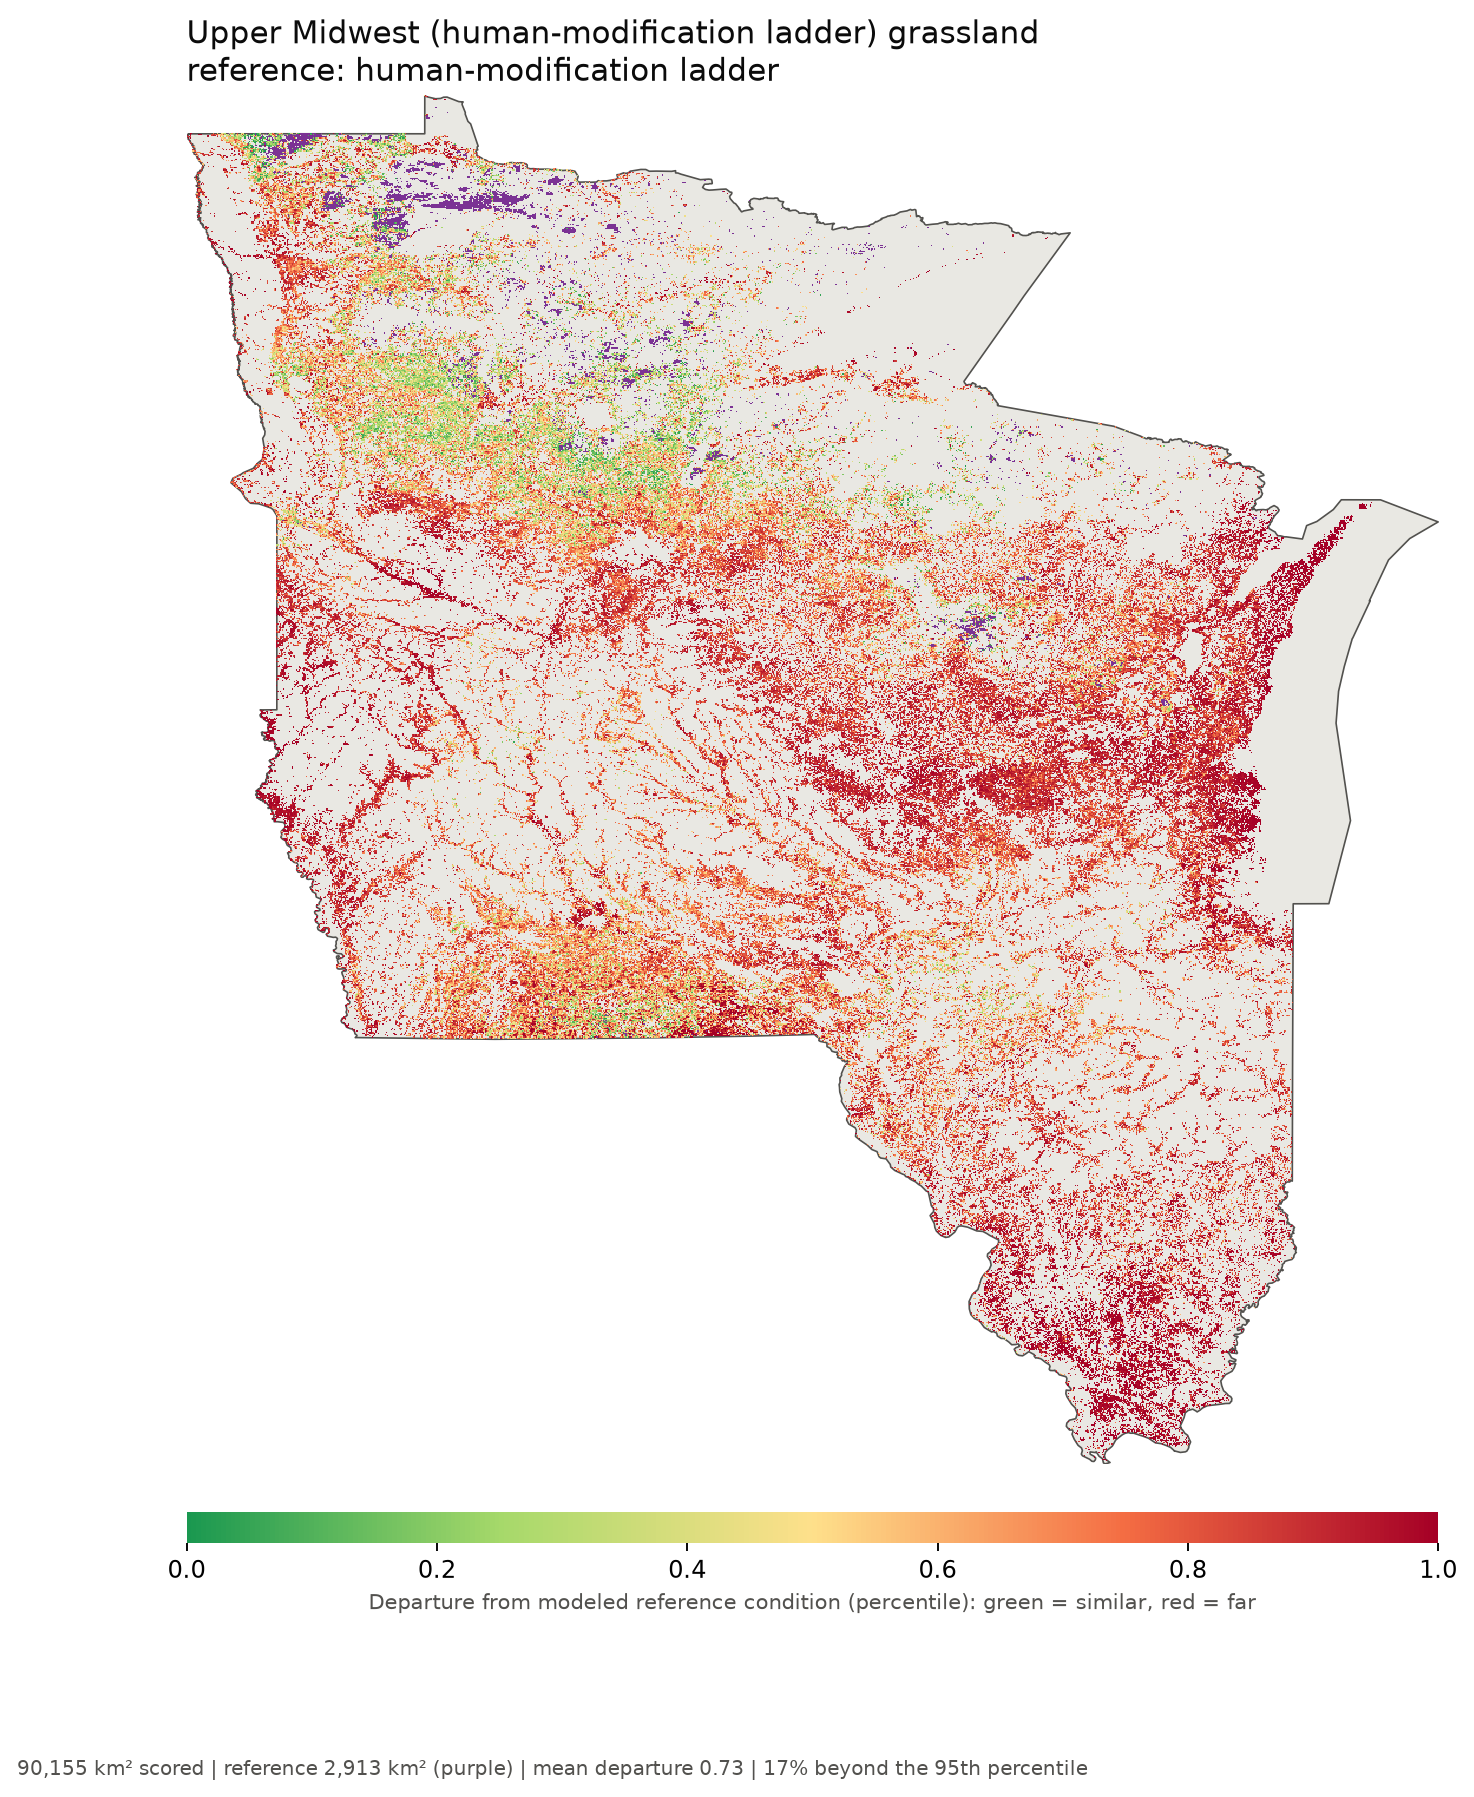 Upper Midwest (human-modification ladder) grassland
reference: human-modification ladder
0.0 0.2 0.4 0.6 0.8 1.0
Departure from modeled reference condition (percentile): green = similar, red = far
90,155 km² scored | reference 2,913 km² (purple) | mean departure 0.73 | 17% beyond the 95th percentile